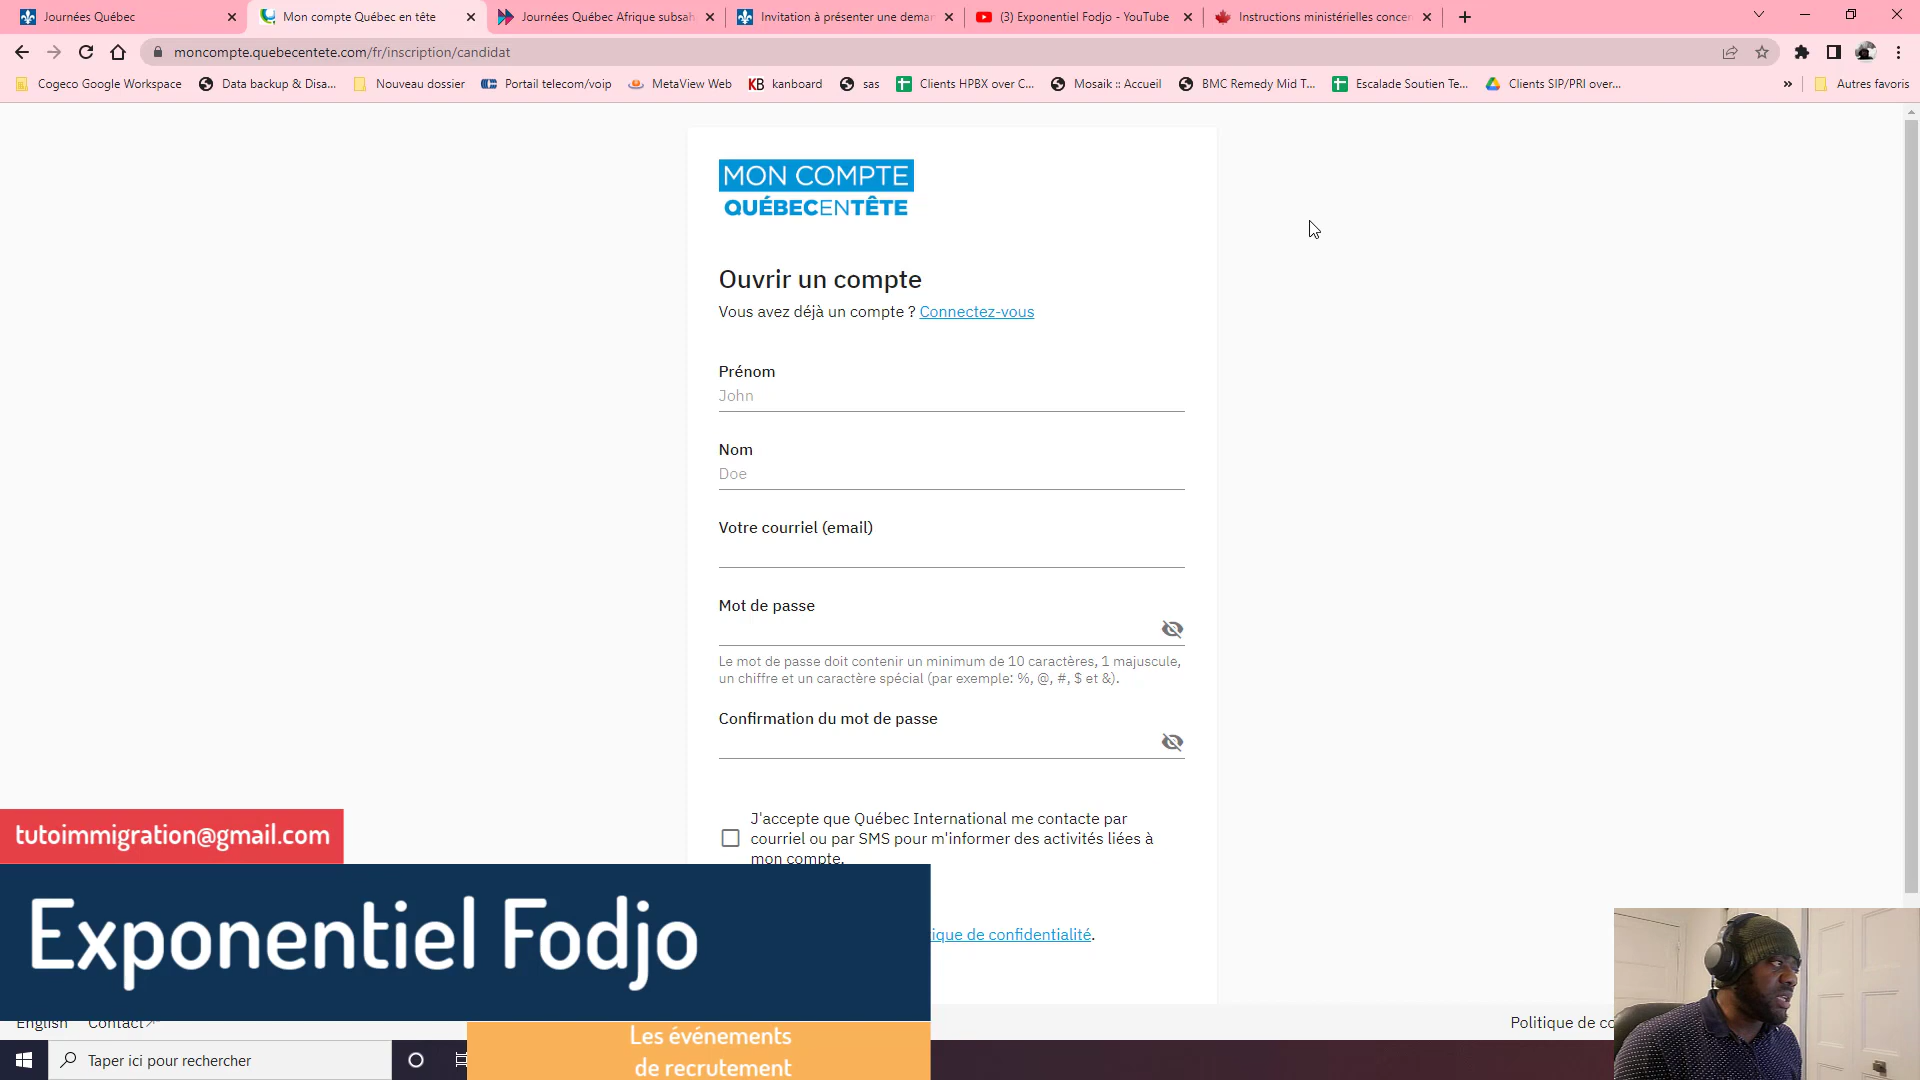 Journées Québec
Mon compte Québec en tête
Journées Québec Afrique subsah
Invitation à présenter une deman
(3) Exponentiel Fodjo - YouTube
Instructions ministérielles concer
moncompte.quebecentete.com/fr/inscription/candidat
Cogeco Google Workspace
Data backup & Disa...
Nouveau dossier
Portail telecom/voip
MetaView Web
KB kanboard
sas
Clients HPBX over C...
Mosaik :: Accueil
BMC Remedy Mid T...
Escalade Soutien Te...
Clients SIP/PRI over...
»
Autres favoris
MON COMPTE
QUÉBECENTÊTE
Ouvrir un compte
Vous avez déjà un compte ? Connectez-vous
Prénom
John
Nom
Doe
Votre courriel (email)
Mot de passe
Le mot de passe doit contenir un minimum de 10 caractères, 1 majuscule,
un chiffre et un caractère spécial (par exemple: %, @, #, $ et &).
Confirmation du mot de passe
J'accepte que Québec International me contacte par
courriel ou par SMS pour m'informer des activités liées à
mon compte.
tutoimmigration@gmail.com
Exponentiel Fodjo
ique de confidentialité.
English
Contact
Politique de co
Les événements
de recrutement
Taper ici pour rechercher